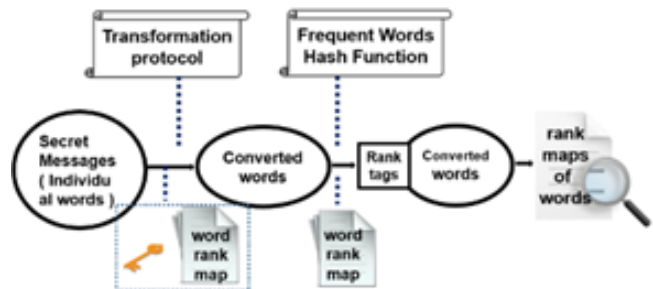 Transformation
protocol
Frequent Words
Hash Function
Secret
Messages
( Individu
al words )
Converted
words
Rank
tags
Converted
words
rank
maps
of
words
word
rank
map
word
rank
map